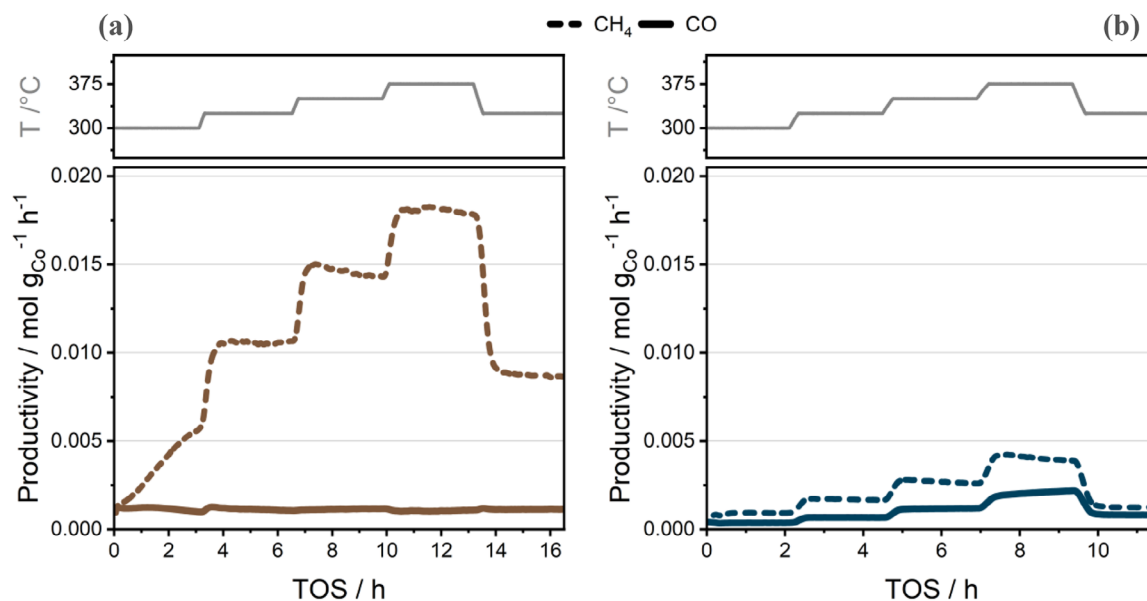 (a) CH₄ CO (b)
T /°C
375
300
Productivity / mol g_Co⁻¹ h⁻¹
0.020
0.015
0.010
0.005
0.000
0 2 4 6 8 10 12 14 16
TOS / h
T /°C
375
300
Productivity / mol g_Co⁻¹ h⁻¹
0.020
0.015
0.010
0.005
0.000
0 2 4 6 8 10
TOS / h